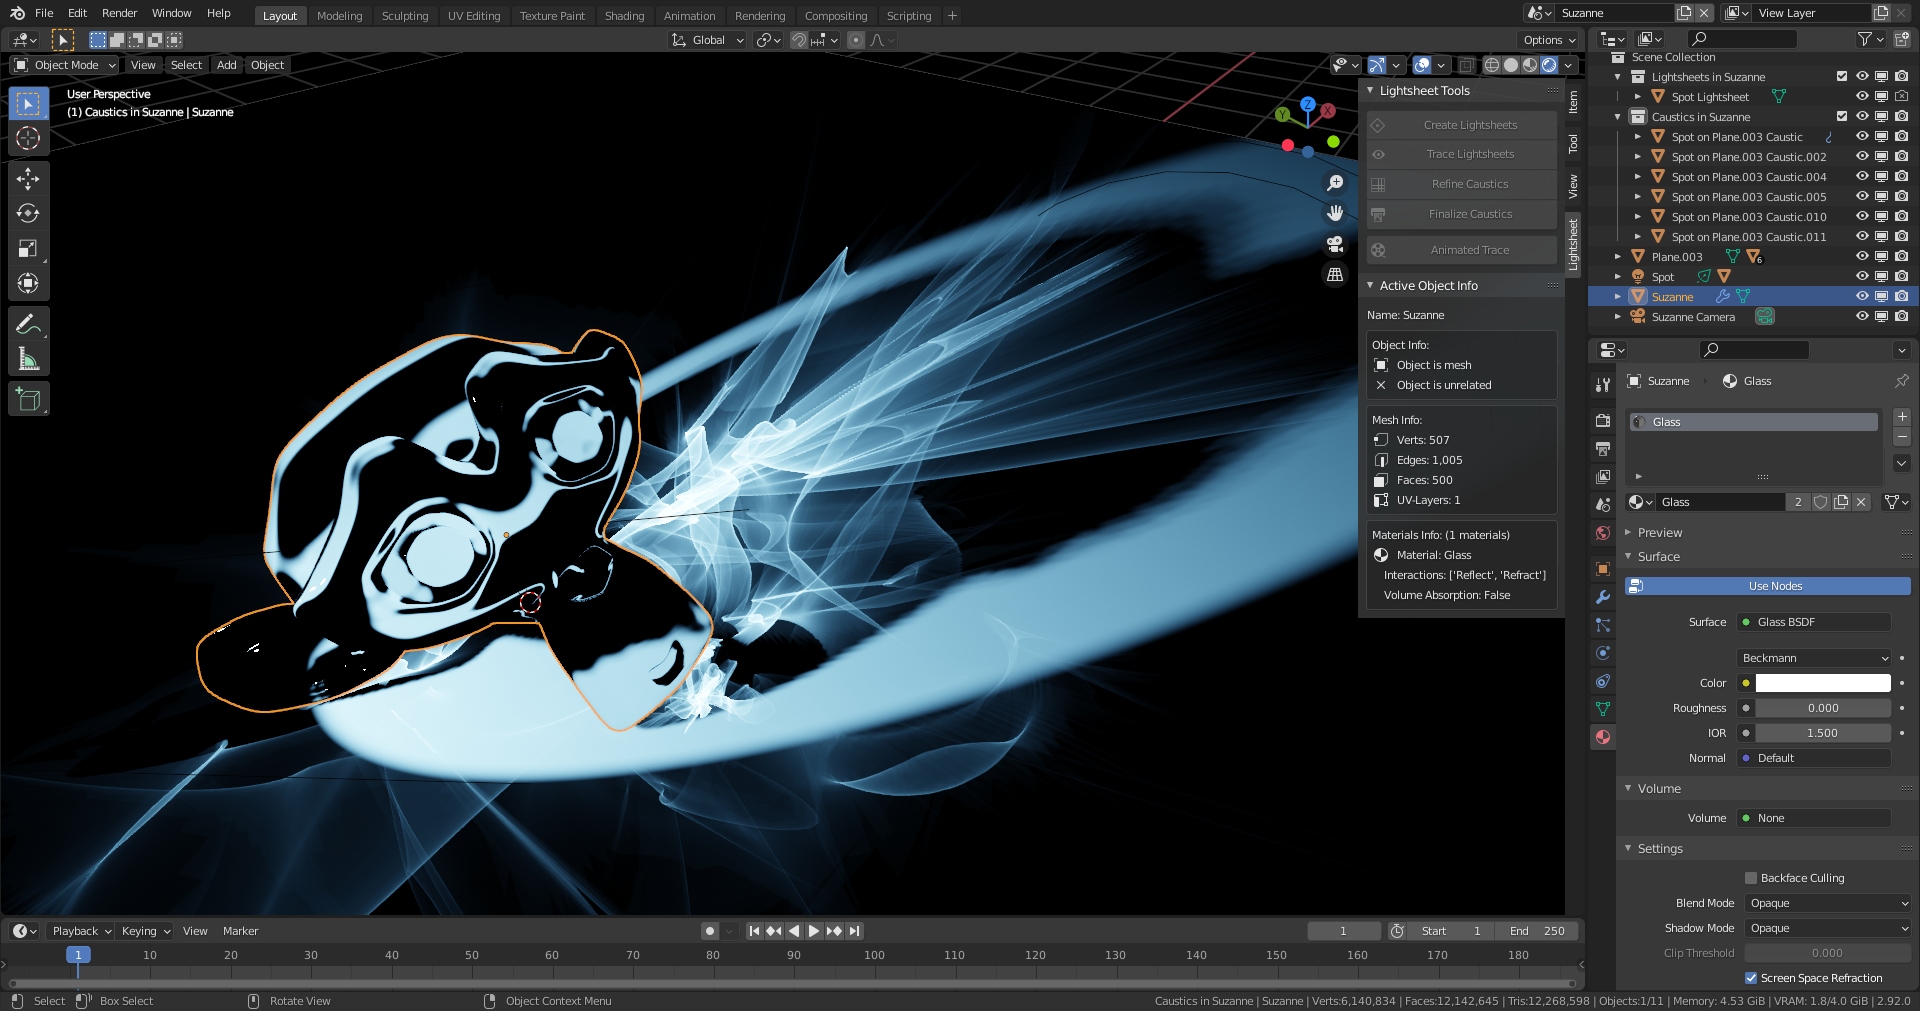 File Edit Render Window Help
Layout Modeling Sculpting UV Editing Texture Paint Shading Animation Rendering Compositing Scripting +
Suzanne
View Layer
Global
Options
Object Mode View Select Add Object
User Perspective
(1) Caustics in Suzanne | Suzanne
Z
Y
X
Lightsheet Tools
Create Lightsheets
Trace Lightsheets
Refine Caustics
Finalize Caustics
Animated Trace
Active Object Info
Name: Suzanne
Object Info:
Object is mesh
Object is unrelated
Mesh Info:
Verts: 507
Edges: 1,005
Faces: 500
UV-Layers: 1
Materials Info: (1 materials)
Material: Glass
Interactions: ['Reflect', 'Refract']
Volume Absorption: False
Item
Tool
View
Lightsheet
Scene Collection
Lightsheets in Suzanne
Spot Lightsheet
Caustics in Suzanne
Spot on Plane.003 Caustic
Spot on Plane.003 Caustic.002
Spot on Plane.003 Caustic.004
Spot on Plane.003 Caustic.005
Spot on Plane.003 Caustic.010
Spot on Plane.003 Caustic.011
Plane.003 6
Spot
Suzanne
Suzanne Camera
Suzanne Glass
Glass
Glass 2
Preview
Surface
Use Nodes
Surface Glass BSDF
Beckmann
Color
Roughness 0.000
IOR 1.500
Normal Default
Volume
Volume None
Settings
Backface Culling
Blend Mode Opaque
Shadow Mode Opaque
Clip Threshold 0.000
Screen Space Refraction
Playback Keying View Marker
1 Start 1 End 250
1 10 20 30 40 50 60 70 80 90 100 110 120 130 140 150 160 170 180
Select Box Select Rotate View Object Context Menu
Caustics in Suzanne | Suzanne | Verts:6,140,834 | Faces:12,142,645 | Tris:12,268,598 | Objects:1/11 | Memory: 4.53 GiB | VRAM: 1.8/4.0 GiB | 2.92.0